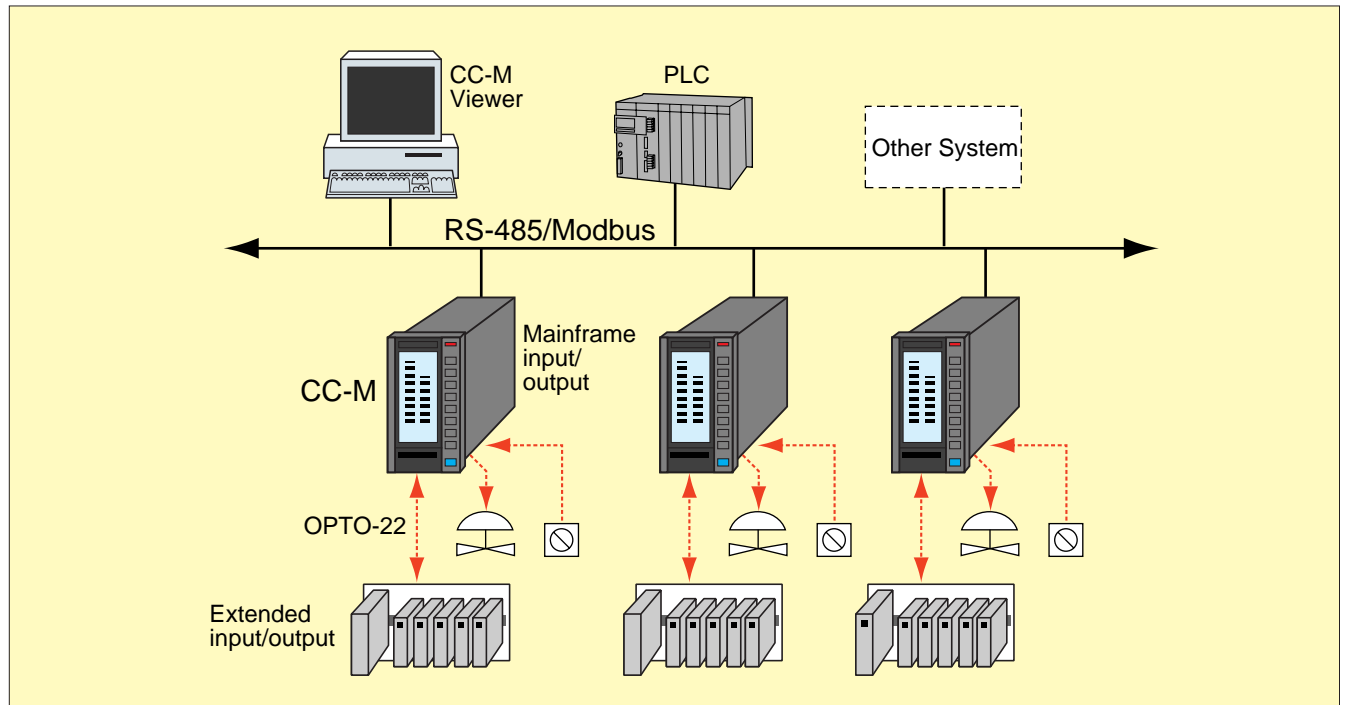 CC-M
Viewer
PLC
Other System
RS-485/Modbus
Mainframe
input/
output
CC-M
OPTO-22
Extended
input/output